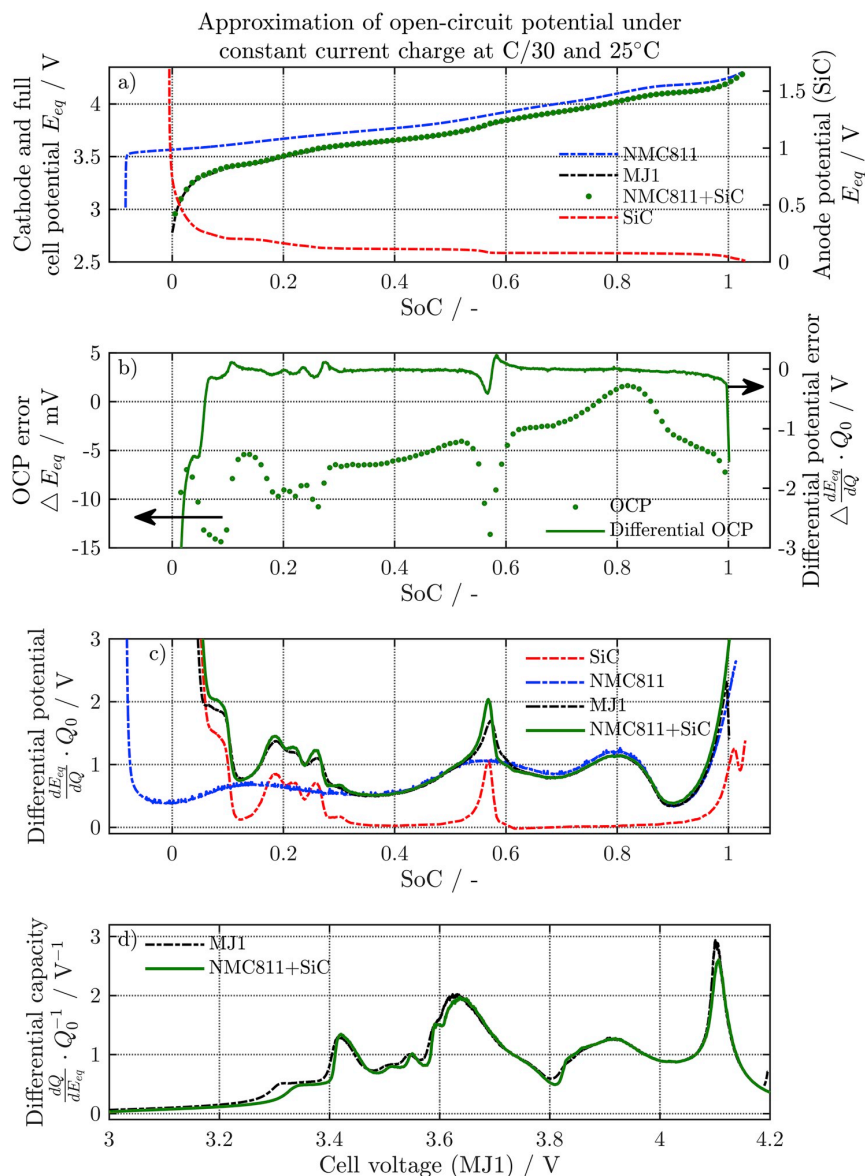 Approximation of open-circuit potential under
constant current charge at C/30 and 25°C
a)
Cathode and full
cell potential E_eq / V
4
3.5
3
2.5
NMC811
MJ1
NMC811+SiC
SiC
1.5
1
0.5
0
Anode potential (SiC)
E_eq / V
0
0.2
0.4
0.6
0.8
1
SoC / -
b)
OCP error
△ E_eq / mV
5
0
-5
-10
-15
OCP
Differential OCP
0
-1
-2
-3
Differential potential error
△ dE_eq/dQ · Q_0 / V
0
0.2
0.4
0.6
0.8
1
SoC / -
c)
Differential potential
dE_eq/dQ · Q_0 / V
3
2
1
0
SiC
NMC811
MJ1
NMC811+SiC
0
0.2
0.4
0.6
0.8
1
SoC / -
d)
Differential capacity
dQ/dE_eq · Q_0^-1 / V^-1
3
2
1
0
MJ1
NMC811+SiC
3
3.2
3.4
3.6
3.8
4
4.2
Cell voltage (MJ1) / V